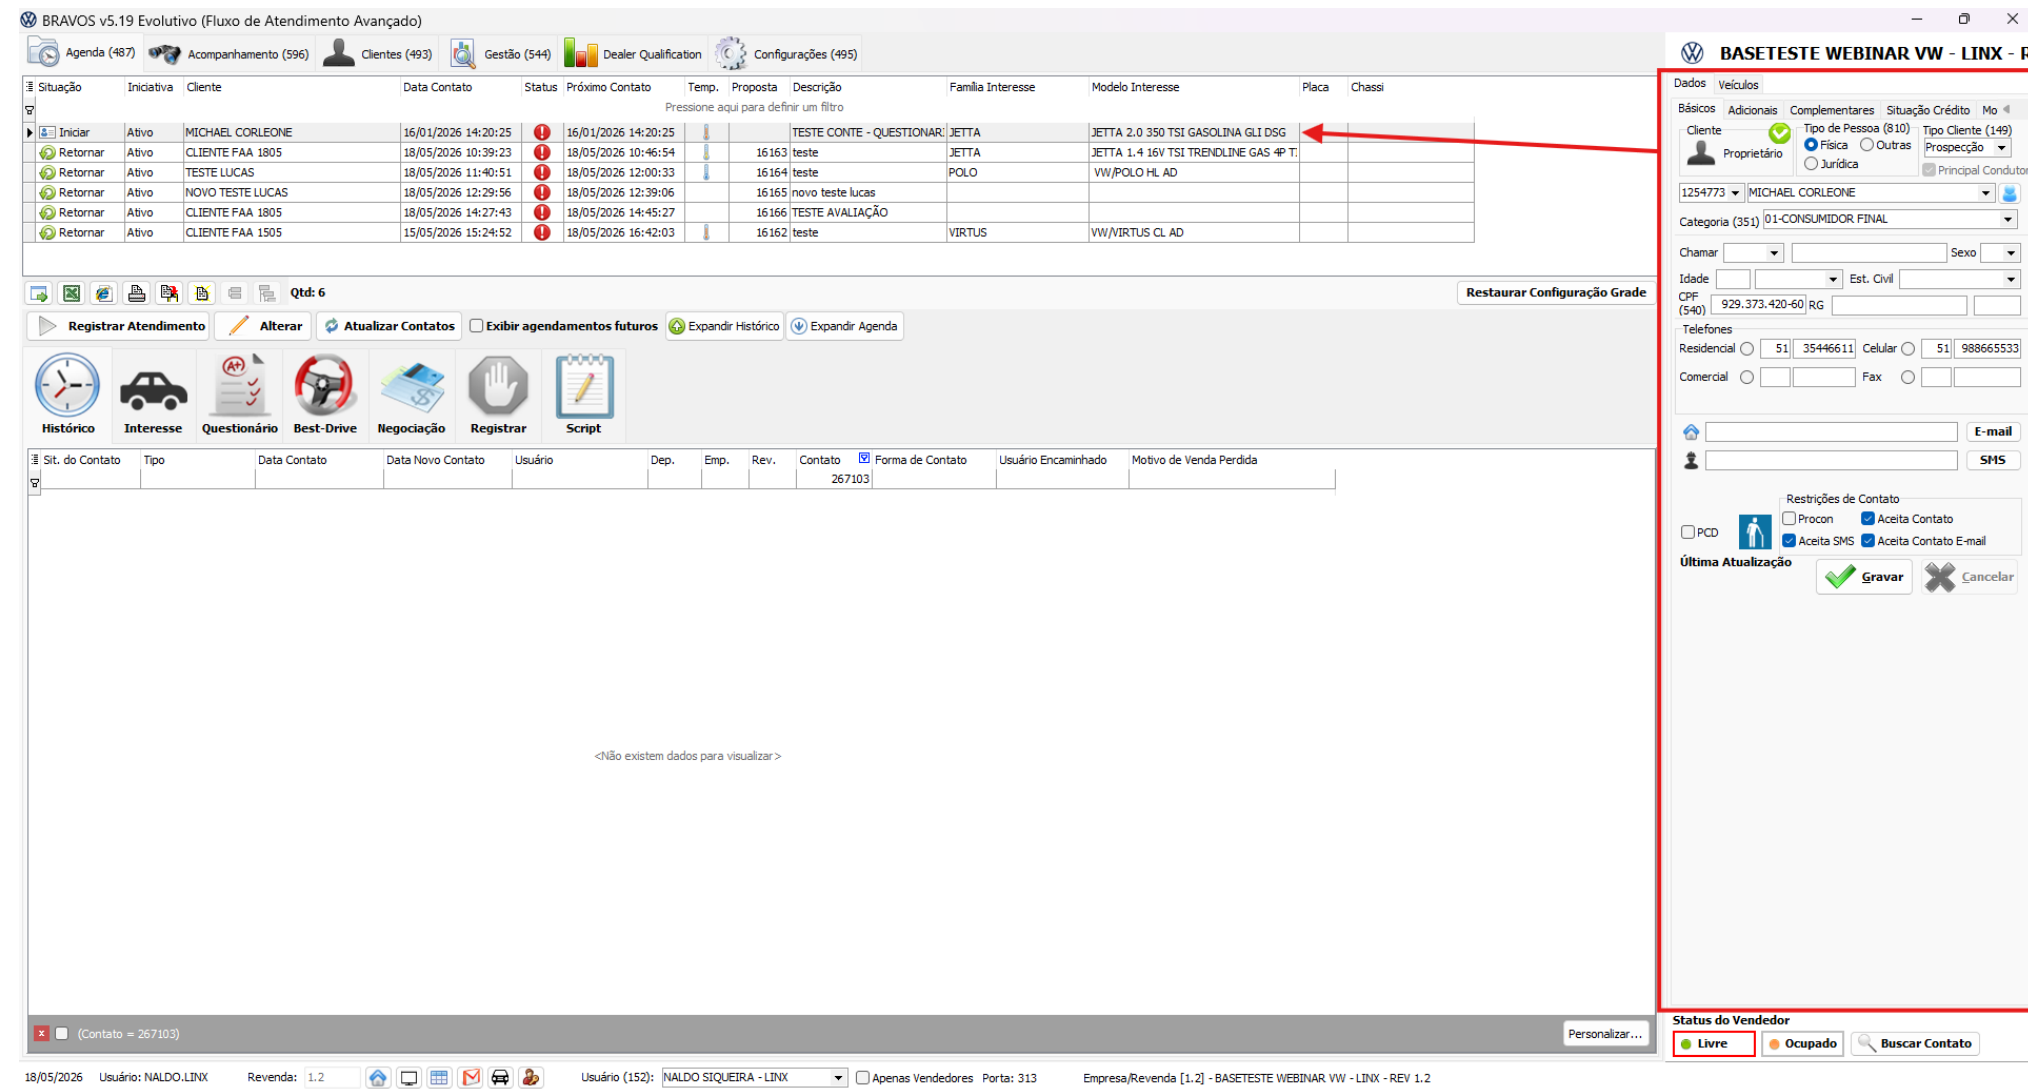 BRAVOS v5.19 Evolutivo (Fluxo de Atendimento Avançado)
Agenda (487) Acompanhamento (596) Clientes (493) Gestão (544) Dealer Qualification Configurações (495)
BASETESTE WEBINAR VW - LINX - R
Situação Iniciativa Cliente Data Contato Status Próximo Contato Temp. Proposta Descrição Família Interesse Modelo Interesse Placa Chassi
Pressione aqui para definir um filtro
Iniciar Ativo MICHAEL CORLEONE 16/01/2026 14:20:25 16/01/2026 14:20:25 TESTE CONTE - QUESTIONAR: JETTA JETTA 2.0 350 TSI GASOLINA GLI DSG
Retornar Ativo CLIENTE FAA 1805 18/05/2026 10:39:23 18/05/2026 10:46:54 16163 teste JETTA JETTA 1.4 16V TSI TRENDLINE GAS 4P T
Retornar Ativo TESTE LUCAS 18/05/2026 11:40:51 18/05/2026 12:00:33 16164 teste POLO VW/POLO HL AD
Retornar Ativo NOVO TESTE LUCAS 18/05/2026 12:29:56 18/05/2026 12:39:06 16165 novo teste lucas
Retornar Ativo CLIENTE FAA 1805 18/05/2026 14:27:43 18/05/2026 14:45:27 16166 TESTE AVALIAÇÃO
Retornar Ativo CLIENTE FAA 1505 15/05/2026 15:24:52 18/05/2026 16:42:03 16162 teste VIRTUS VW/VIRTUS CL AD
Qtd: 6 Restaurar Configuração Grade
Registrar Atendimento Alterar Atualizar Contatos Exibir agendamentos futuros Expandir Histórico Expandir Agenda
Histórico Interesse Questionário Best-Drive Negociação Registrar Script
Sit. do Contato Tipo Data Contato Data Novo Contato Usuário Dep. Emp. Rev. Contato Forma de Contato Usuário Encaminhado Motivo de Venda Perdida
267103
<Não existem dados para visualizar>
(Contato = 267103) Personalizar...
Dados Veículos
Básicos Adicionais Complementares Situação Crédito Mo
Cliente Tipo de Pessoa (810) Tipo Cliente (149)
Proprietário Física Outras Prospecção
Jurídica Principal Condutor
1254773 MICHAEL CORLEONE
Categoria (351) 01-CONSUMIDOR FINAL
Chamar Sexo
Idade Est. Civil
CPF (540) 929.373.420-60 RG
Telefones
Residencial 51 35446611 Celular 51 988665533
Comercial Fax
E-mail
SMS
Restrições de Contato
PCD Procon Aceita Contato
Aceita SMS Aceita Contato E-mail
Última Atualização
Gravar Cancelar
Status do Vendedor
Livre Ocupado Buscar Contato
18/05/2026 Usuário: NALDO.LINX Revenda: 1.2 Usuário (152): NALDO SIQUEIRA - LINX Apenas Vendedores Porta: 313 Empresa/Revenda [1.2] - BASETESTE WEBINAR VW - LINX - REV 1.2